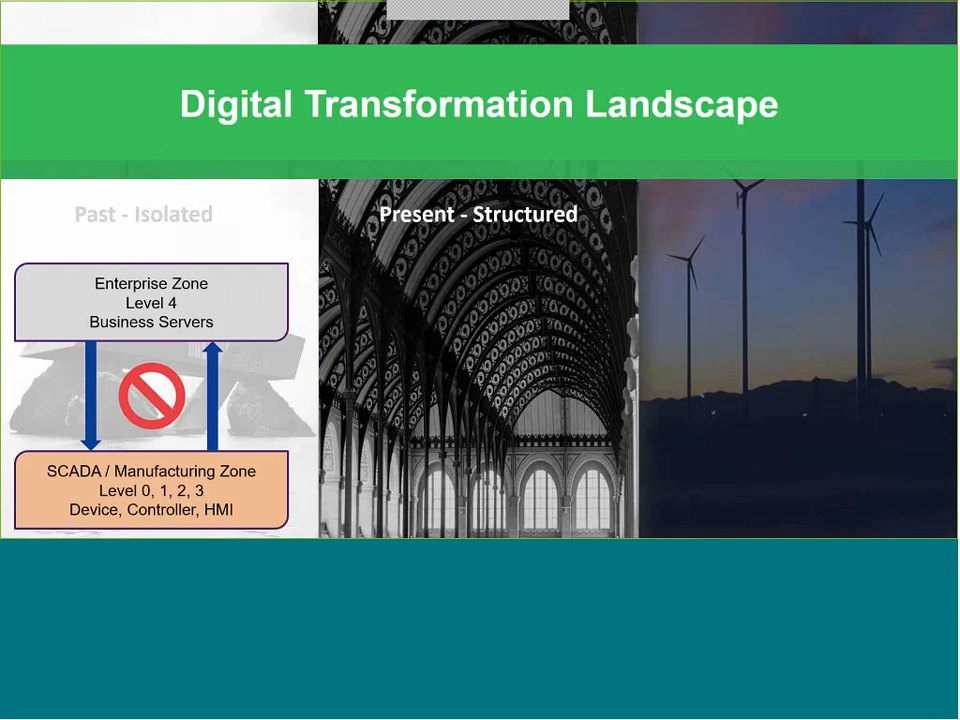 Digital Transformation Landscape
Past - Isolated
Present - Structured
Enterprise Zone
Level 4
Business Servers
SCADA / Manufacturing Zone
Level 0, 1, 2, 3
Device, Controller, HMI